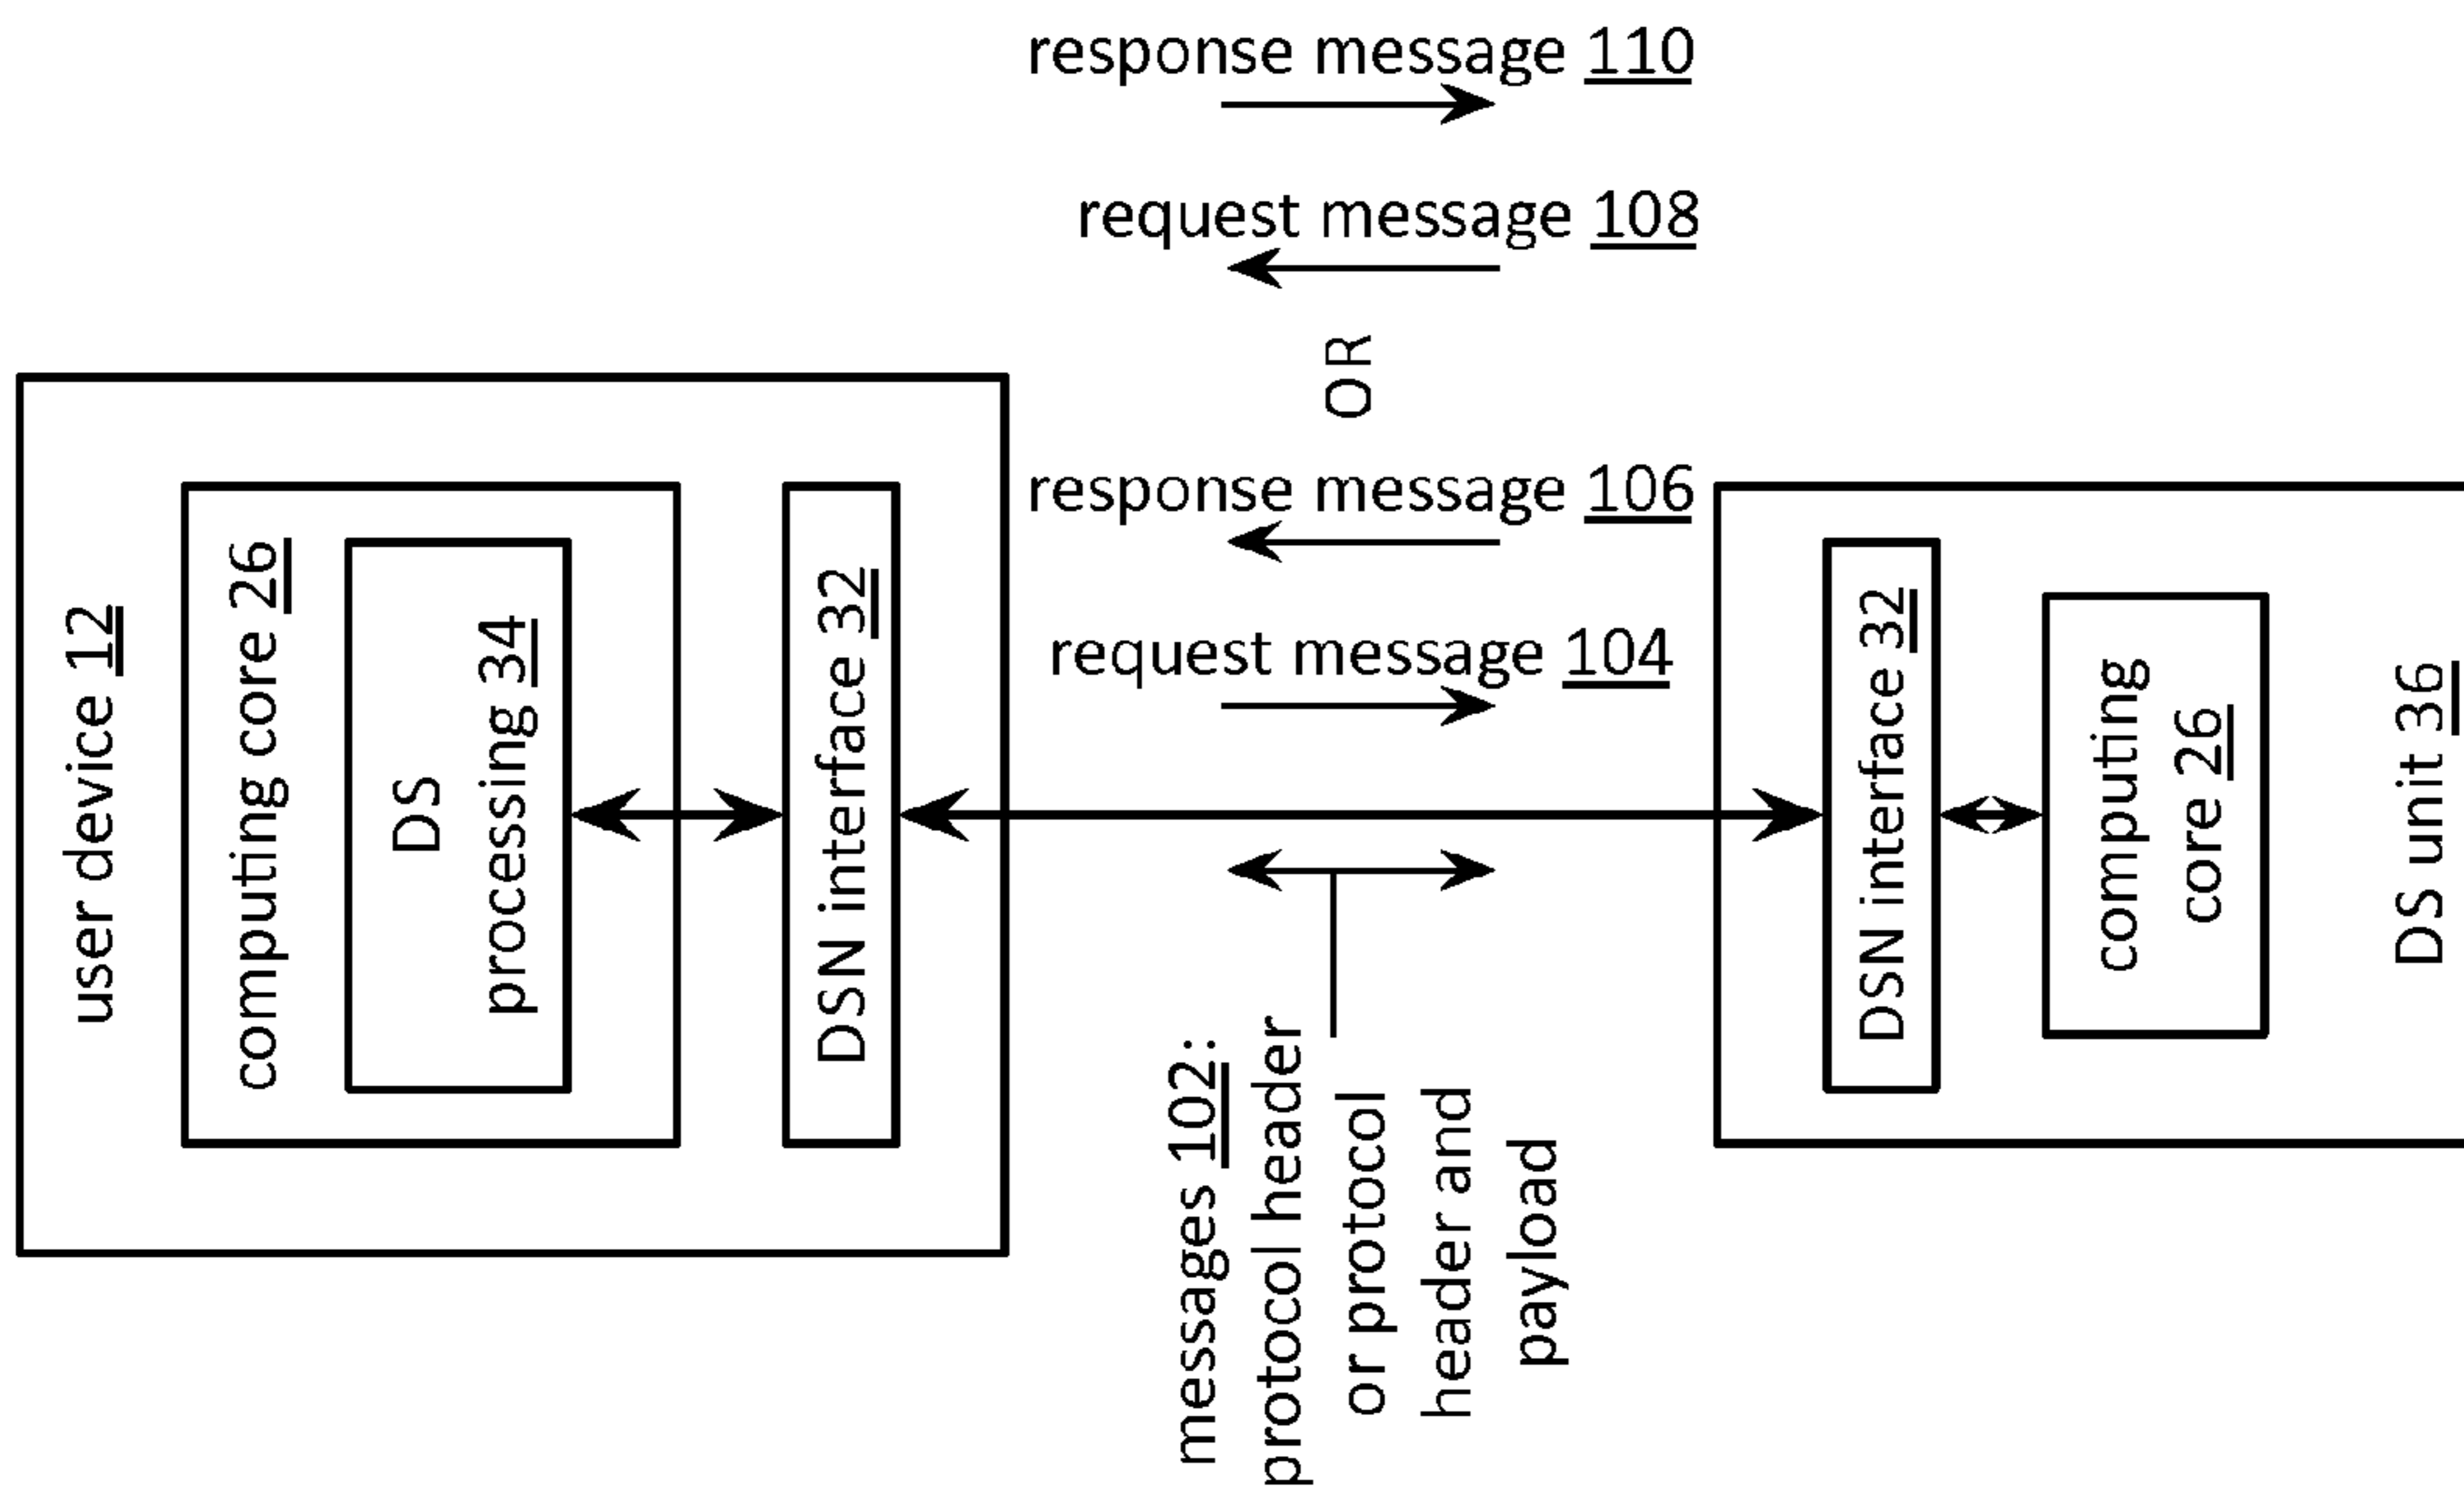 user device 12
computing core 26
DS
processing 34
DSN interface 32
response message 110
request message 108
OR
response message 106
request message 104
messages 102:
protocol header
or protocol
header and
payload
DSN interface 32
computing
core 26
DS unit 36